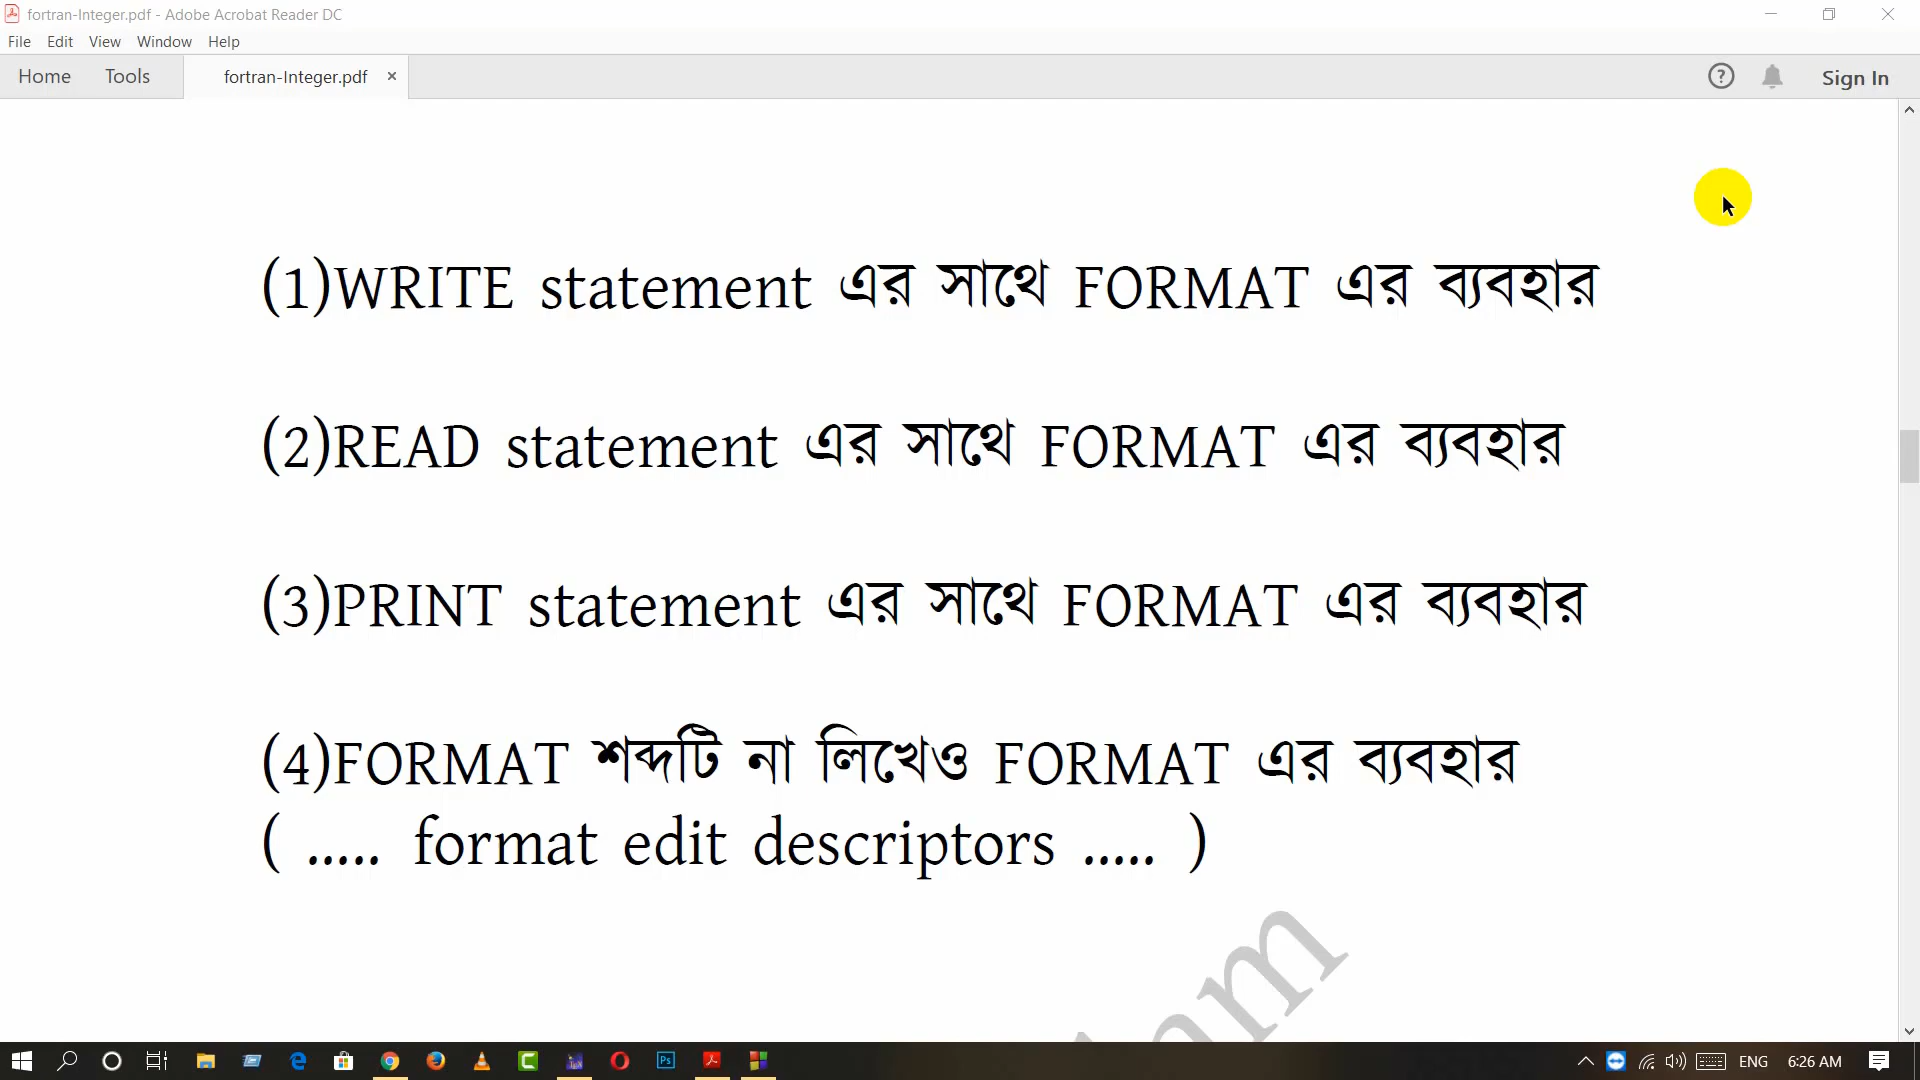 fortran-Integer.pdf - Adobe Acrobat Reader DC
File Edit View Window Help
Home Tools fortran-Integer.pdf × Sign In
(1)WRITE statement এর সাথে FORMAT এর ব্যবহার
(2)READ statement এর সাথে FORMAT এর ব্যবহার
(3)PRINT statement এর সাথে FORMAT এর ব্যবহার
(4)FORMAT শব্দটি না লিখেও FORMAT এর ব্যবহার
( ..... format edit descriptors ..... )
ENG 6:26 AM